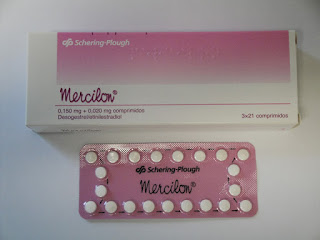 Schering-Plough
Mercilon®
0,150 mg + 0,020 mg comprimidos
Desogestrel/etinilestradiol
3x21 comprimidos
Schering-Plough
Mercilon®